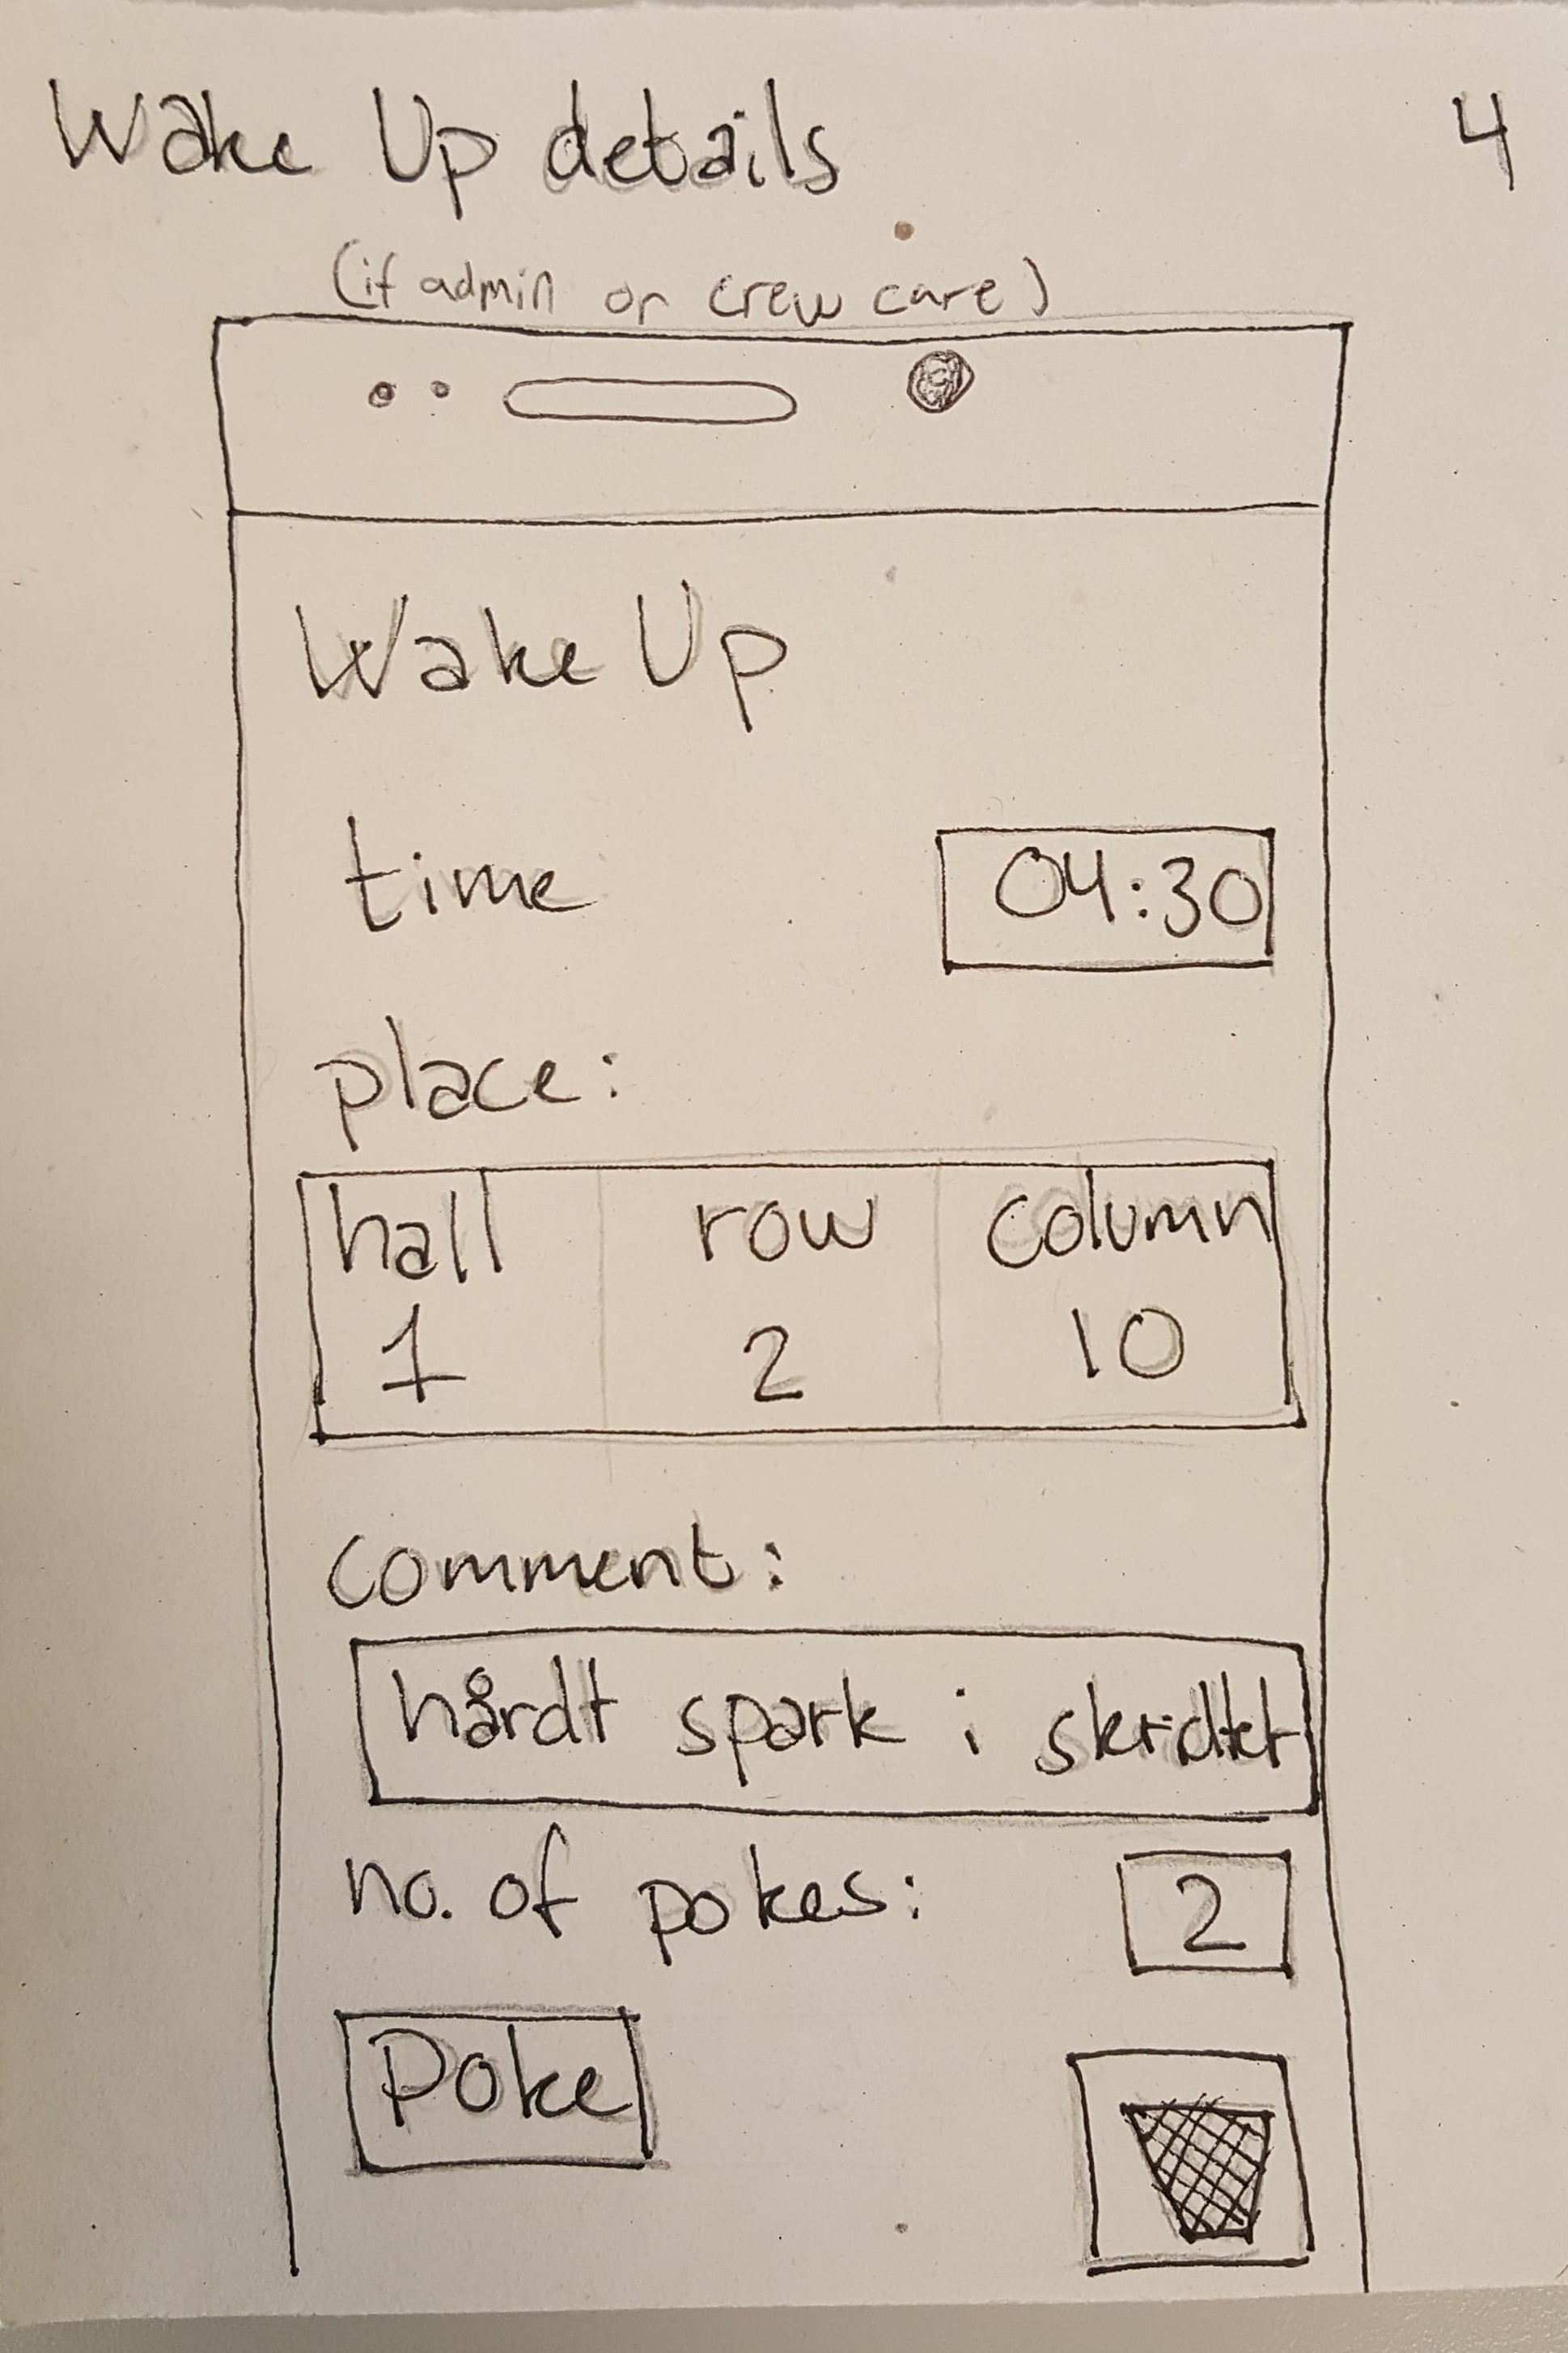 Wake Up details
4
(if admin or crew care)
Wake Up
time
04:30
place:
hall row column
1 2 10
comment:
hårdt spark i skridtet
no. of pokes:
2
Poke